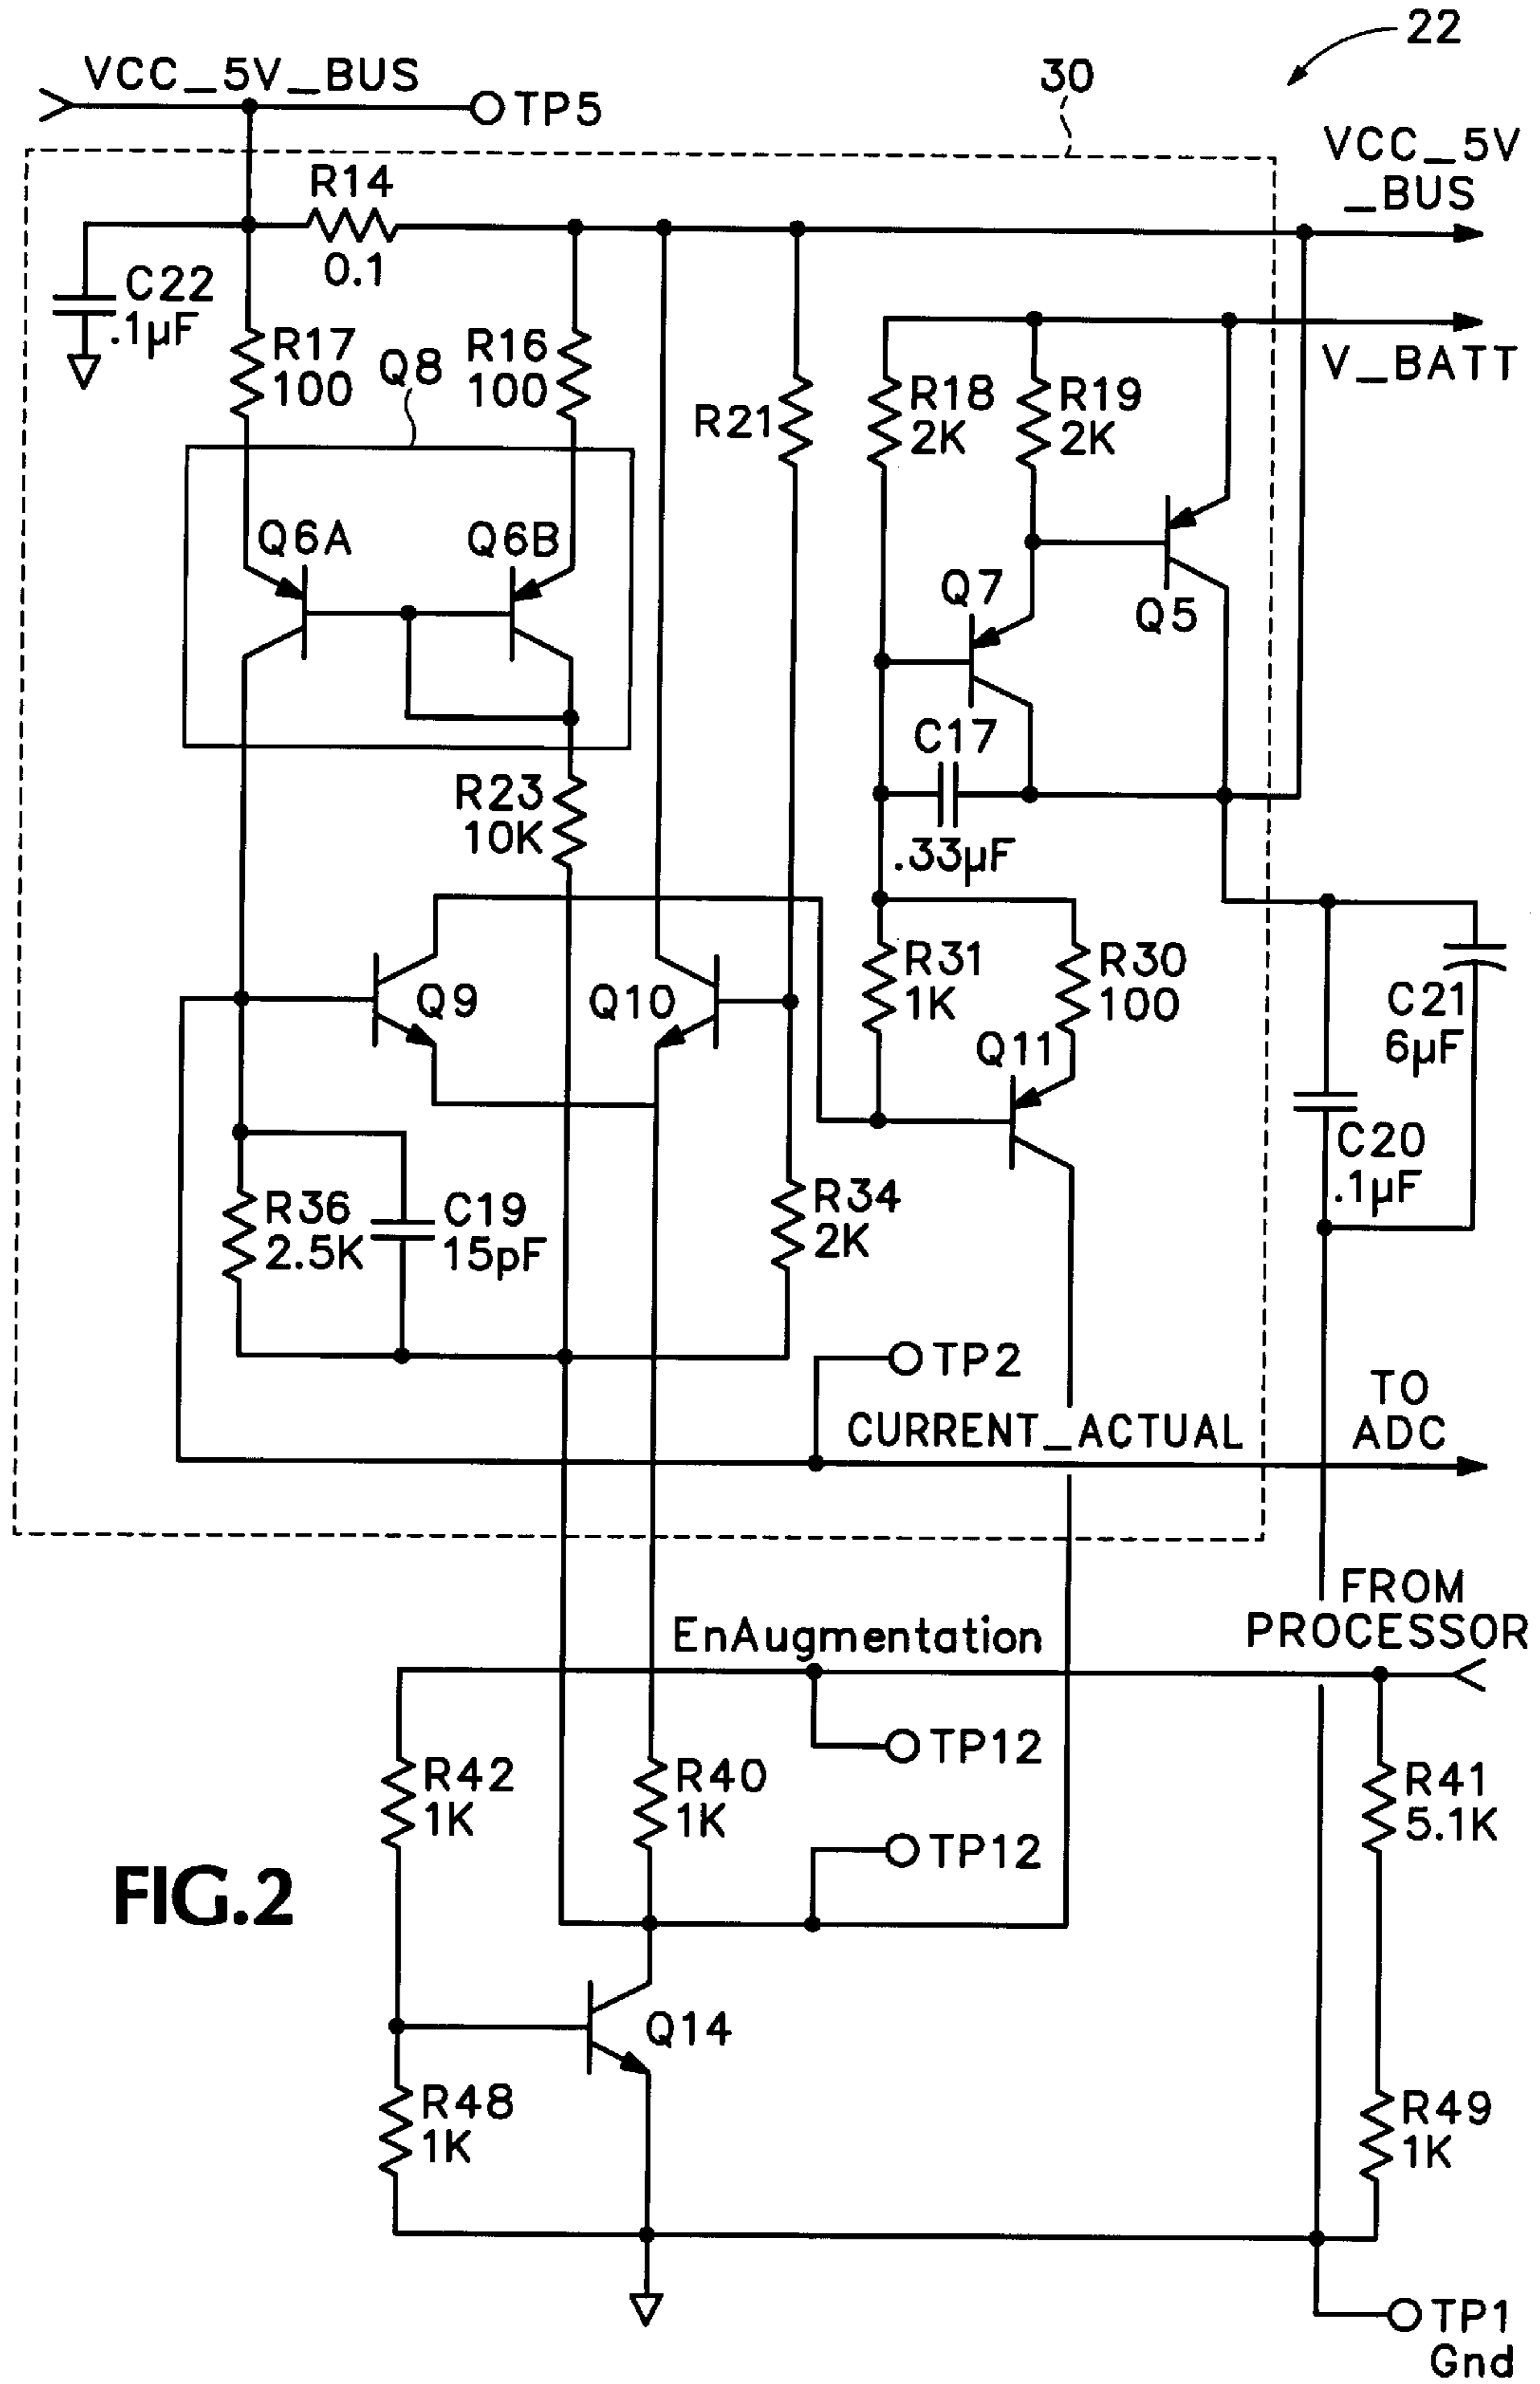 22
VCC_5V_BUS
TP5
30
VCC_5V
_BUS
R14
0.1
C22
.1µF
R17
100
Q8
R16
100
R21
V_BATT
R18
2K
R19
2K
Q6A
Q6B
Q7
Q5
C17
.33µF
R23
10K
Q9
Q10
R31
1K
R30
100
C21
6µF
Q11
C20
.1µF
R36
2.5K
C19
15pF
R34
2K
TP2
CURRENT_ACTUAL
TO
ADC
FROM
PROCESSOR
EnAugmentation
TP12
R42
1K
R40
1K
R41
5.1K
TP12
FIG.2
Q14
R48
1K
R49
1K
TP1
Gnd